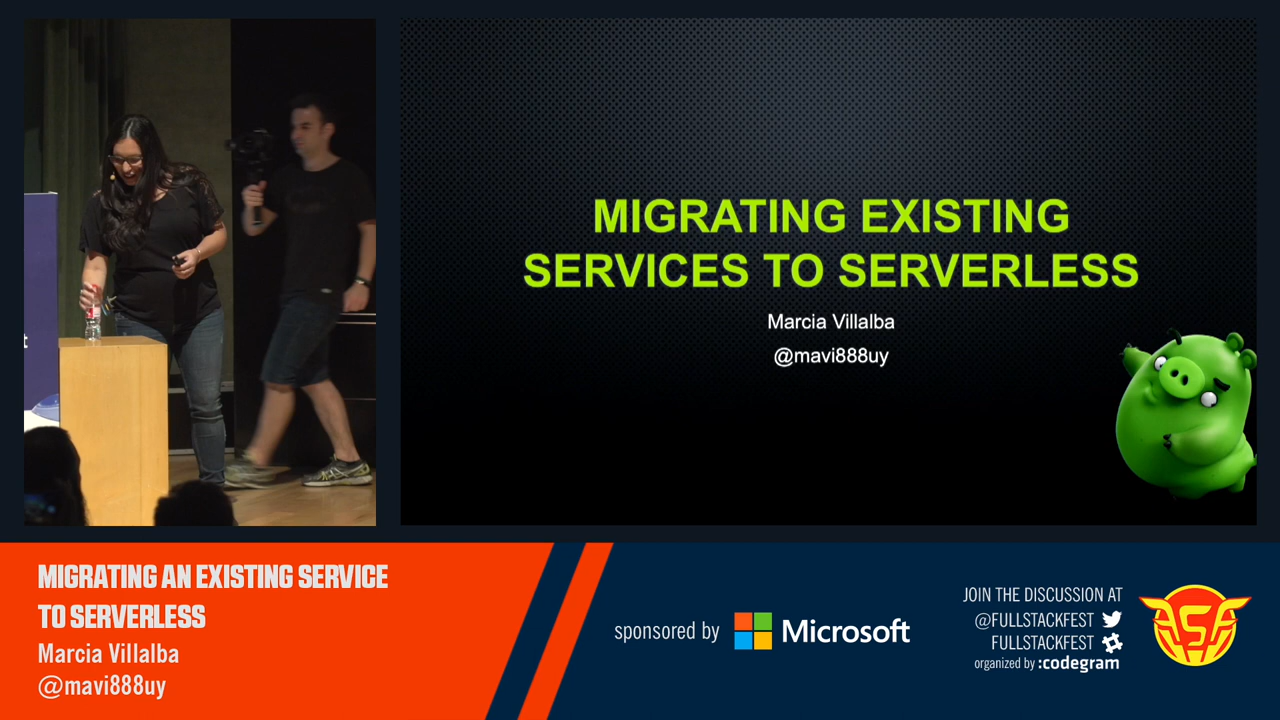 MIGRATING EXISTING
SERVICES TO SERVERLESS
Marcia Villalba
@mavi888uy
MIGRATING AN EXISTING SERVICE
TO SERVERLESS
Marcia Villalba
@mavi888uy
sponsored by Microsoft
JOIN THE DISCUSSION AT
@FULLSTACKFEST
FULLSTACKFEST
organized by :codegram
FSF